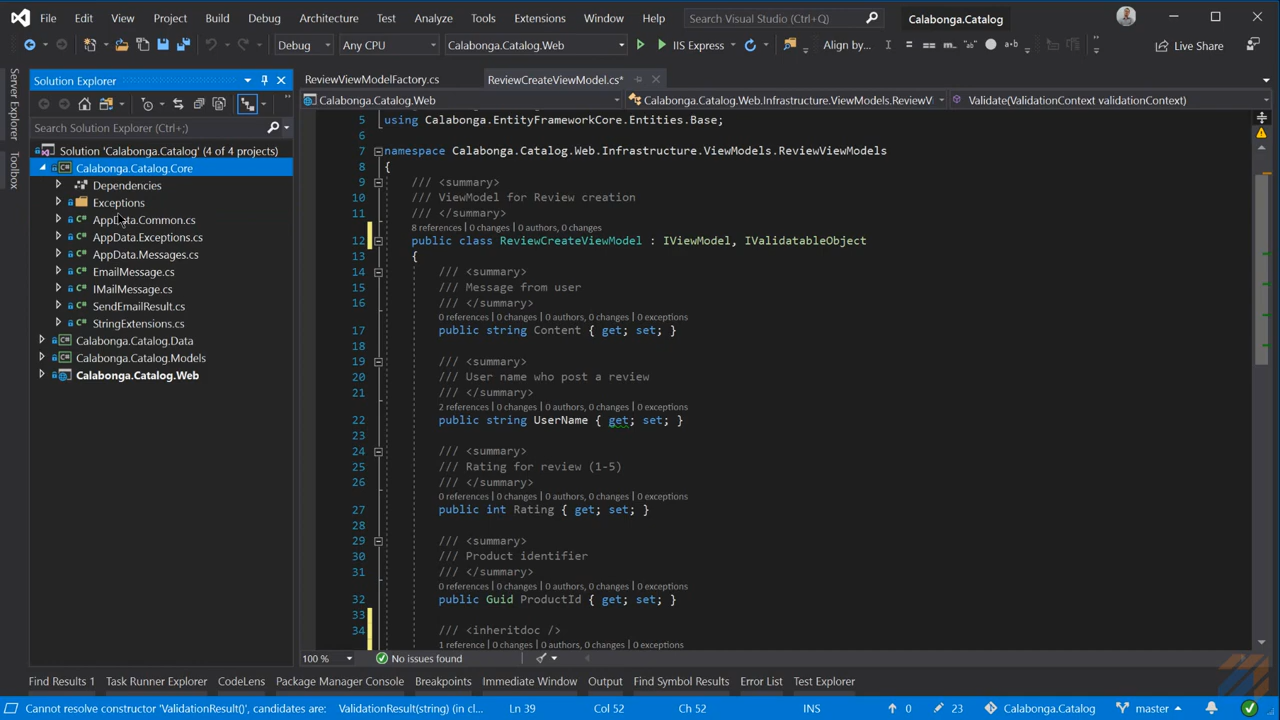 File Edit View Project Build Debug Architecture Test Analyze Tools Extensions Window Help Search Visual Studio (Ctrl+Q) Calabonga.Catalog
Debug Any CPU Calabonga.Catalog.Web IIS Express Align by... Live Share
Server Explorer
Toolbox
Solution Explorer
Search Solution Explorer (Ctrl+;)
Solution 'Calabonga.Catalog' (4 of 4 projects)
Calabonga.Catalog.Core
Dependencies
Exceptions
AppData.Common.cs
AppData.Exceptions.cs
AppData.Messages.cs
EmailMessage.cs
IMailMessage.cs
SendEmailResult.cs
StringExtensions.cs
Calabonga.Catalog.Data
Calabonga.Catalog.Models
Calabonga.Catalog.Web
ReviewViewModelFactory.cs ReviewCreateViewModel.cs*
Calabonga.Catalog.Web Calabonga.Catalog.Web.Infrastructure.ViewModels.ReviewV Validate(ValidationContext validationContext)
5 using Calabonga.EntityFrameworkCore.Entities.Base;
6
7 namespace Calabonga.Catalog.Web.Infrastructure.ViewModels.ReviewViewModels
8 {
9 /// <summary>
10 /// ViewModel for Review creation
11 /// </summary>
8 references | 0 changes | 0 authors, 0 changes
12 public class ReviewCreateViewModel : IViewModel, IValidatableObject
13 {
14 /// <summary>
15 /// Message from user
16 /// </summary>
0 references | 0 changes | 0 authors, 0 changes | 0 exceptions
17 public string Content { get; set; }
18
19 /// <summary>
20 /// User name who post a review
21 /// </summary>
2 references | 0 changes | 0 authors, 0 changes | 0 exceptions
22 public string UserName { get; set; }
23
24 /// <summary>
25 /// Rating for review (1-5)
26 /// </summary>
0 references | 0 changes | 0 authors, 0 changes | 0 exceptions
27 public int Rating { get; set; }
28
29 /// <summary>
30 /// Product identifier
31 /// </summary>
0 references | 0 changes | 0 authors, 0 changes | 0 exceptions
32 public Guid ProductId { get; set; }
33
34 /// <inheritdoc />
1 reference | 0 changes | 0 authors, 0 changes | 0 exceptions
100 % No issues found
Find Results 1 Task Runner Explorer CodeLens Package Manager Console Breakpoints Immediate Window Output Find Symbol Results Error List Test Explorer
Cannot resolve constructor 'ValidationResult()', candidates are: ValidationResult(string) (in cl... Ln 39 Col 52 Ch 52 INS 0 23 Calabonga.Catalog master